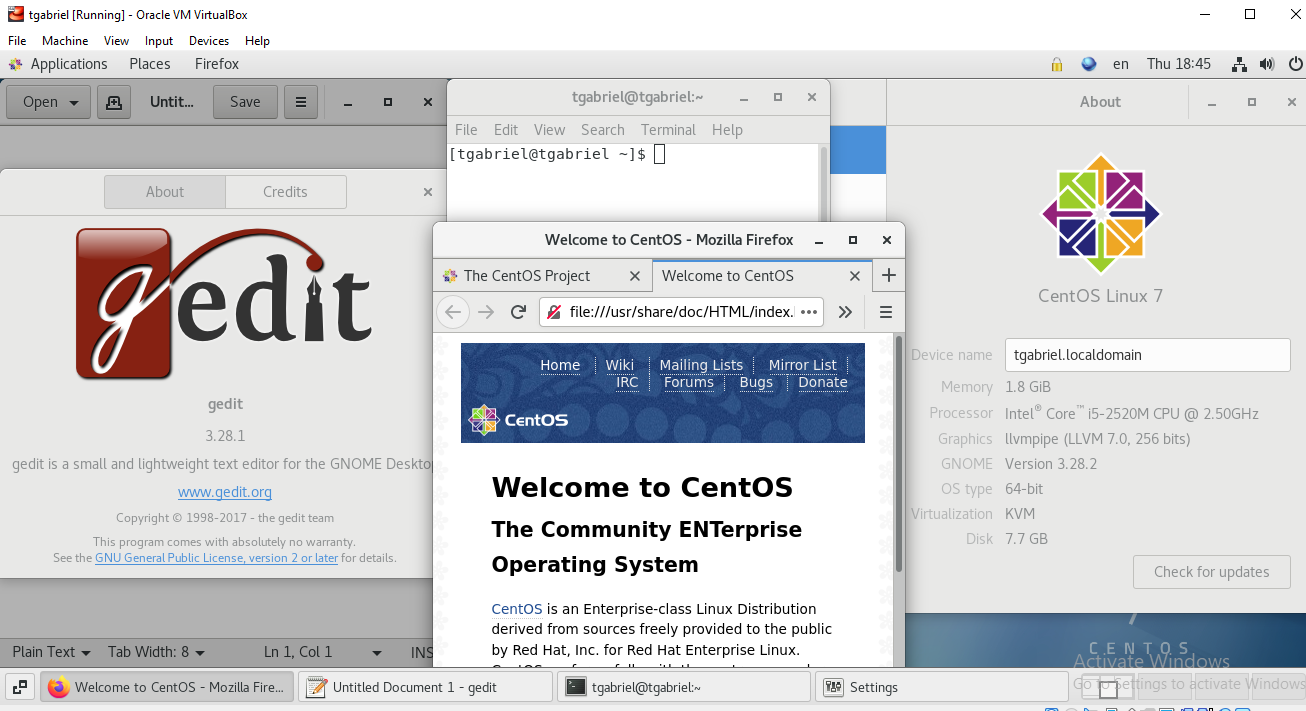 tgabriel [Running] - Oracle VM VirtualBox
File Machine View Input Devices Help
Applications Places Firefox en Thu 18:45
Open Untit... Save
tgabriel@tgabriel:~
File Edit View Search Terminal Help
[tgabriel@tgabriel ~]$
About Credits
gedit
gedit
3.28.1
gedit is a small and lightweight text editor for the GNOME
www.gedit.org
Copyright © 1998-2017 - the gedit team
This program comes with absolutely no warranty.
See the GNU General Public License, version 2 or later for details.
Plain Text Tab Width: 8 Ln 1, Col 1 INS
Welcome to CentOS - Mozilla Firefox
The CentOS Project Welcome to CentOS
file:///usr/share/doc/HTML/index.
Home Wiki Mailing Lists Mirror List
IRC Forums Bugs Donate
CentOS
Welcome to CentOS
The Community ENTerprise
Operating System
CentOS is an Enterprise-class Linux Distribution
derived from sources freely provided to the public
by Red Hat, Inc. for Red Hat Enterprise Linux.
About
CentOS Linux 7
Device name tgabriel.localdomain
Memory 1.8 GiB
Processor Intel® Core™ i5-2520M CPU @ 2.50GHz
Graphics llvmpipe (LLVM 7.0, 256 bits)
GNOME Version 3.28.2
OS type 64-bit
Virtualization KVM
Disk 7.7 GB
Check for updates
CENTOS
Activate Windows
Go to Settings to activate Windows
Welcome to CentOS - Mozilla Fire... Untitled Document 1 - gedit tgabriel@tgabriel:~ Settings